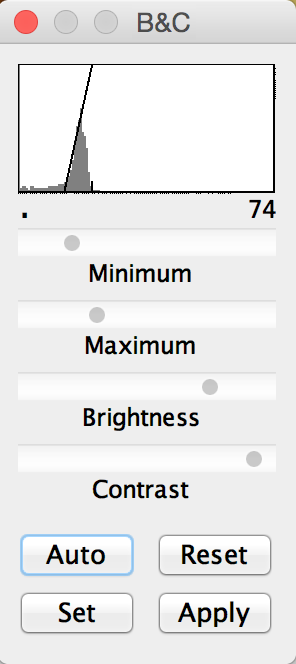 B&C
. 74
Minimum
Maximum
Brightness
Contrast
Auto Reset
Set Apply